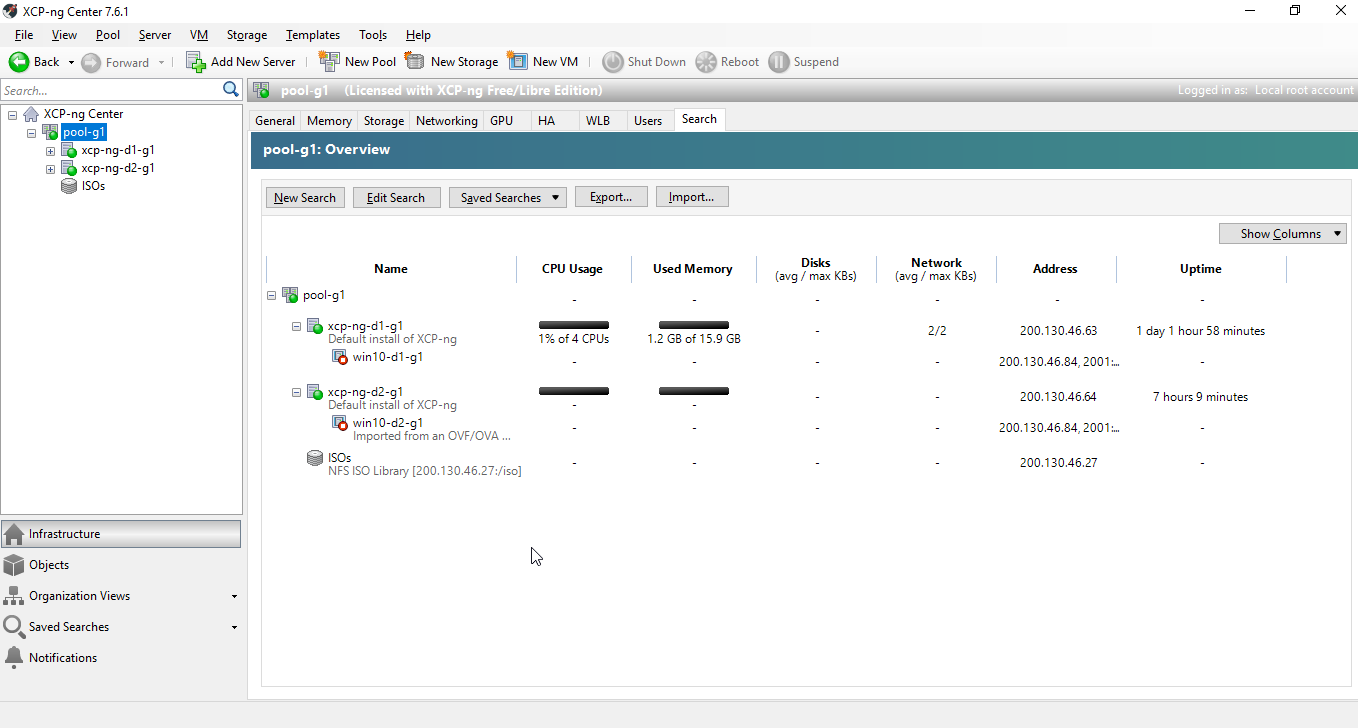 XCP-ng Center 7.6.1
File View Pool Server VM Storage Templates Tools Help
Back Forward Add New Server New Pool New Storage New VM Shut Down Reboot Suspend
Search...
pool-g1 (Licensed with XCP-ng Free/Libre Edition) Logged in as: Local root account
XCP-ng Center
pool-g1
xcp-ng-d1-g1
xcp-ng-d2-g1
ISOs
General Memory Storage Networking GPU HA WLB Users Search
pool-g1: Overview
New Search Edit Search Saved Searches Export... Import...
Show Columns
Name CPU Usage Used Memory Disks Network Address Uptime
(avg / max KBs) (avg / max KBs)
pool-g1 - - - - - -
xcp-ng-d1-g1 - 2/2 200.130.46.63 1 day 1 hour 58 minutes
Default install of XCP-ng 1% of 4 CPUs 1.2 GB of 15.9 GB
win10-d1-g1 - - - - 200.130.46.84, 2001:... -
xcp-ng-d2-g1 - - 200.130.46.64 7 hours 9 minutes
Default install of XCP-ng - -
win10-d2-g1 - - - - 200.130.46.84, 2001:... -
Imported from an OVF/OVA ...
ISOs - - - - 200.130.46.27 -
NFS ISO Library [200.130.46.27:/iso]
Infrastructure
Objects
Organization Views
Saved Searches
Notifications